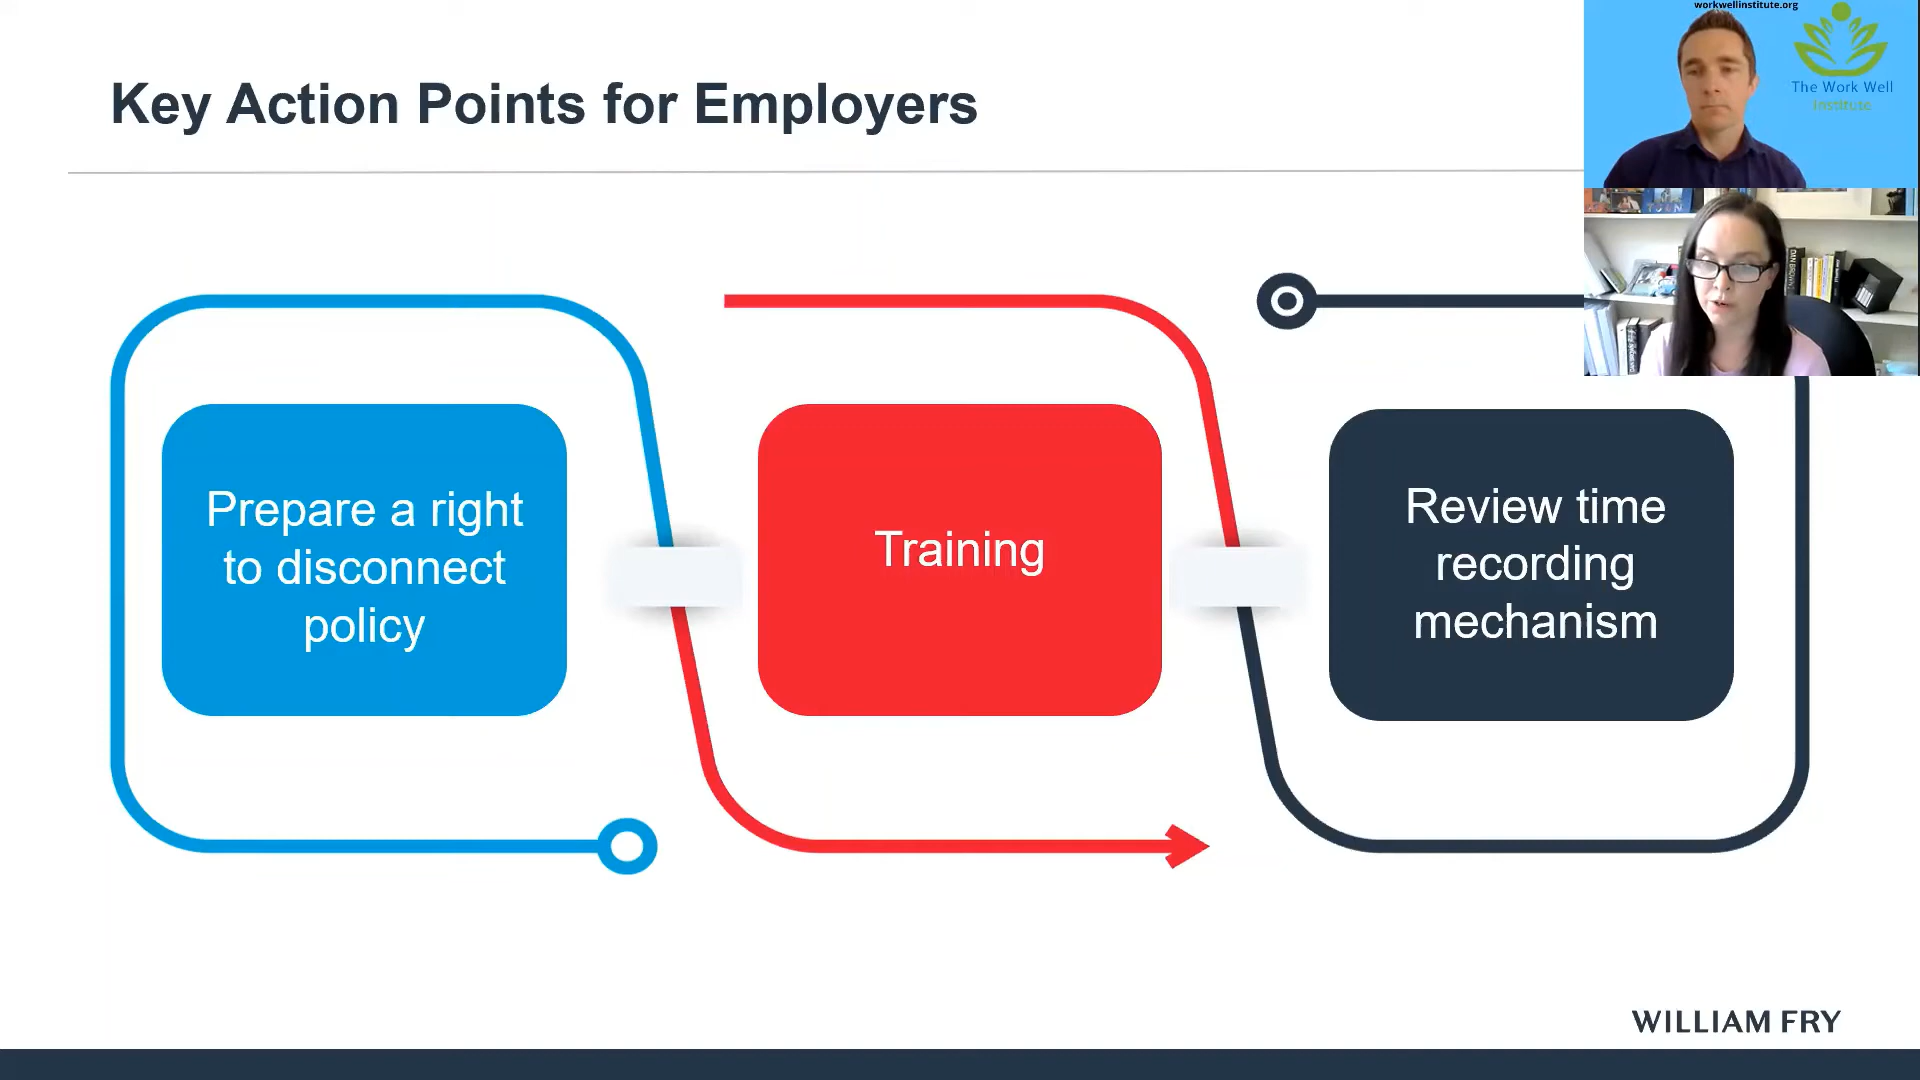 workwellinstitute.org
The Work Well
Institute
Key Action Points for Employers
Prepare a right
to disconnect
policy
Training
Review time
recording
mechanism
WILLIAM FRY